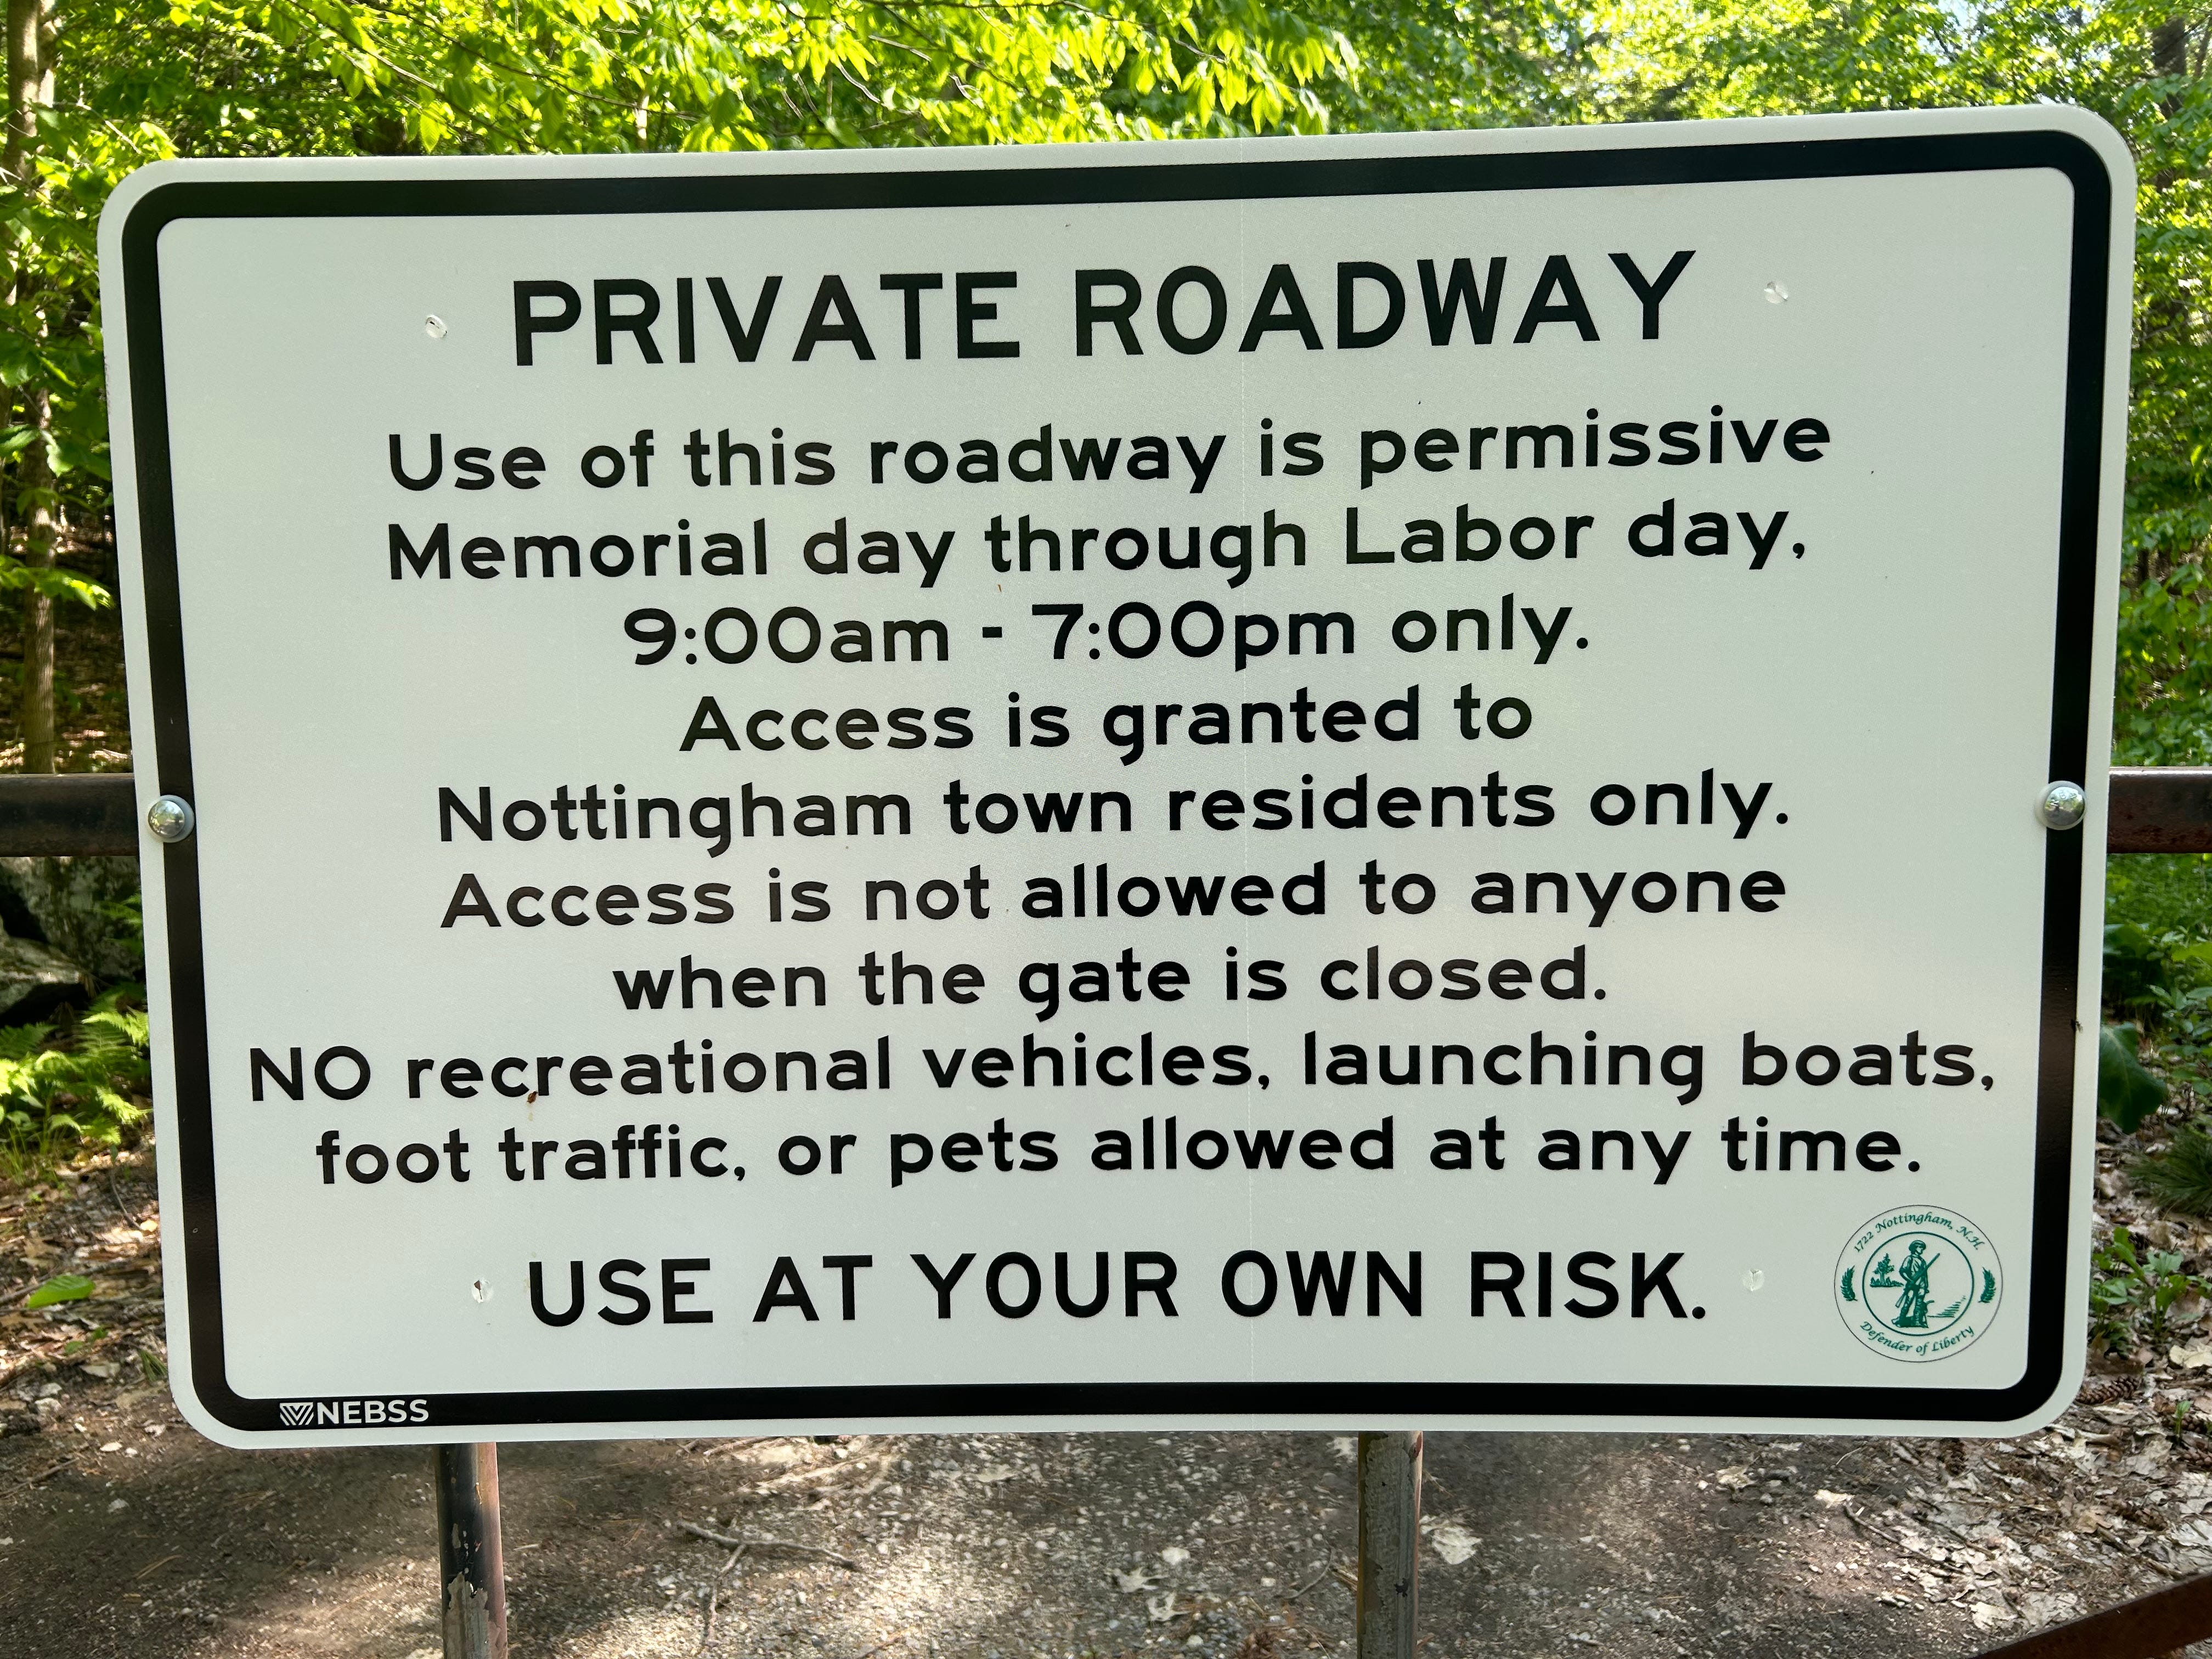 PRIVATE ROADWAY
Use of this roadway is permissive
Memorial day through Labor day,
9:00am - 7:00pm only.
Access is granted to
Nottingham town residents only.
Access is not allowed to anyone
when the gate is closed.
NO recreational vehicles, launching boats,
foot traffic, or pets allowed at any time.
USE AT YOUR OWN RISK.
1722 Nottingham, N.H.
Defender of Liberty
NEBSS